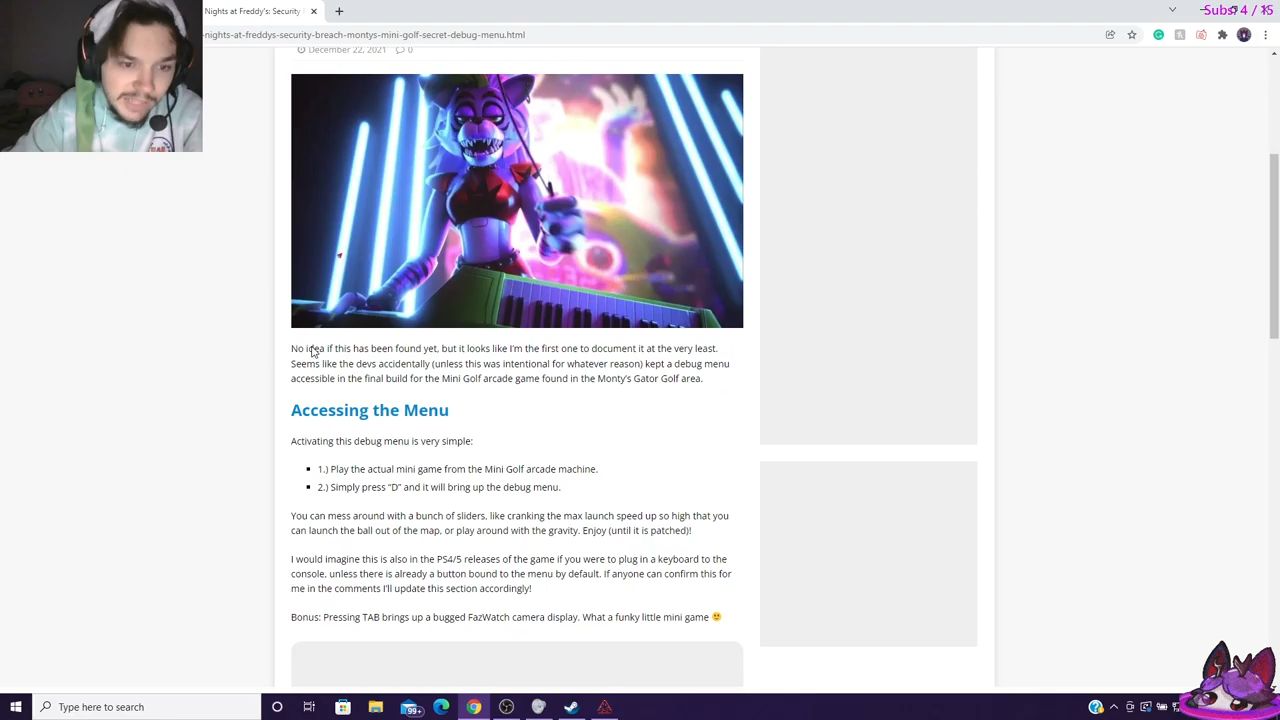 Nights at Freddy's: Security
Subs: 4 / 15
-nights-at-freddys-security-breach-montys-mini-golf-secret-debug-menu.html
December 22, 2021 0
No idea if this has been found yet, but it looks like I'm the first one to document it at the very least.
Seems like the devs accidentally (unless this was intentional for whatever reason) kept a debug menu
accessible in the final build for the Mini Golf arcade game found in the Monty's Gator Golf area.
Accessing the Menu
Activating this debug menu is very simple:
1.) Play the actual mini game from the Mini Golf arcade machine.
2.) Simply press “D” and it will bring up the debug menu.
You can mess around with a bunch of sliders, like cranking the max launch speed up so high that you
can launch the ball out of the map, or play around with the gravity. Enjoy (until it is patched)!
I would imagine this is also in the PS4/5 releases of the game if you were to plug in a keyboard to the
console, unless there is already a button bound to the menu by default. If anyone can confirm this for
me in the comments I'll update this section accordingly!
Bonus: Pressing TAB brings up a bugged FazWatch camera display. What a funky little mini game 🙂
Type here to search
99+